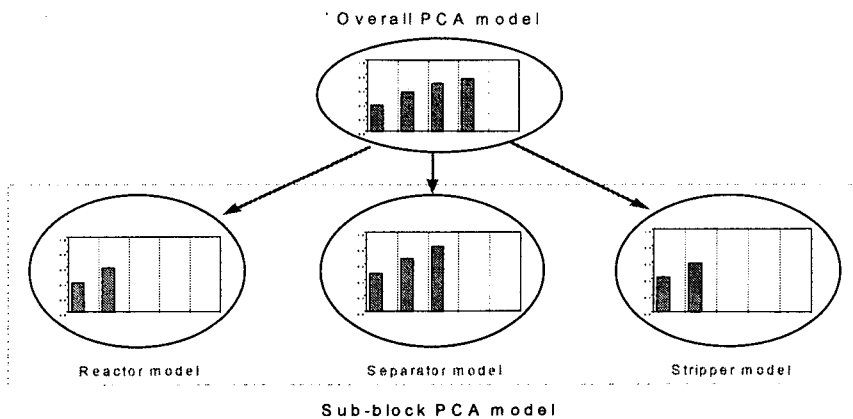 Overall PCA model
Reactor model
Separator model
Stripper model
Sub-block PCA model